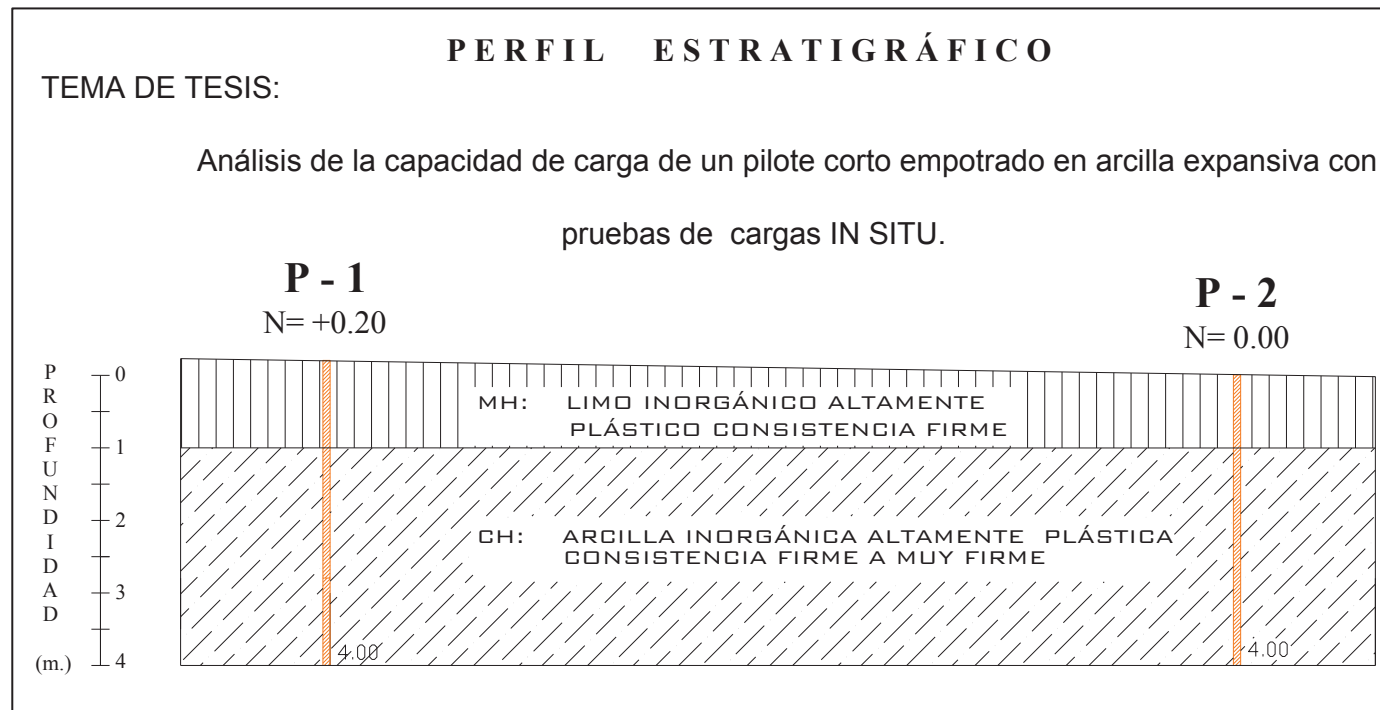 PERFIL ESTRATIGRÁFICO
TEMA DE TESIS:
Análisis de la capacidad de carga de un pilote corto empotrado en arcilla expansiva con
pruebas de cargas IN SITU.
P - 1
N= +0.20
P - 2
N= 0.00
PROFUNDIDAD
(m.)
0
1
2
3
4
MH: LIMO INORGÁNICO ALTAMENTE
PLÁSTICO CONSISTENCIA FIRME
CH: ARCILLA INORGÁNICA ALTAMENTE PLÁSTICA
CONSISTENCIA FIRME A MUY FIRME
4.00
4.00